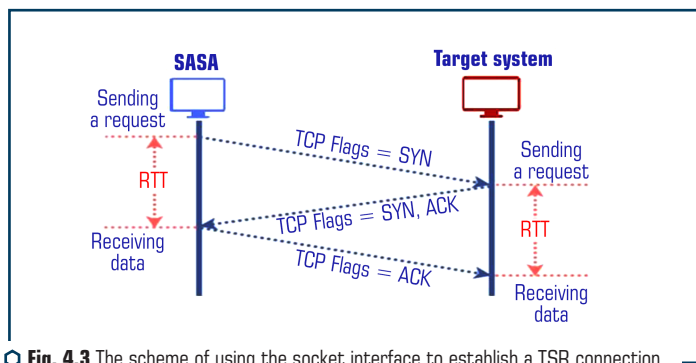 SASA
Target system
Sending
a request
TCP Flags = SYN
Sending
a request
RTT
TCP Flags = SYN, ACK
RTT
Receiving
data
TCP Flags = ACK
Receiving
data
Fig. 4.3 The scheme of using the socket interface to establish a TSR connection